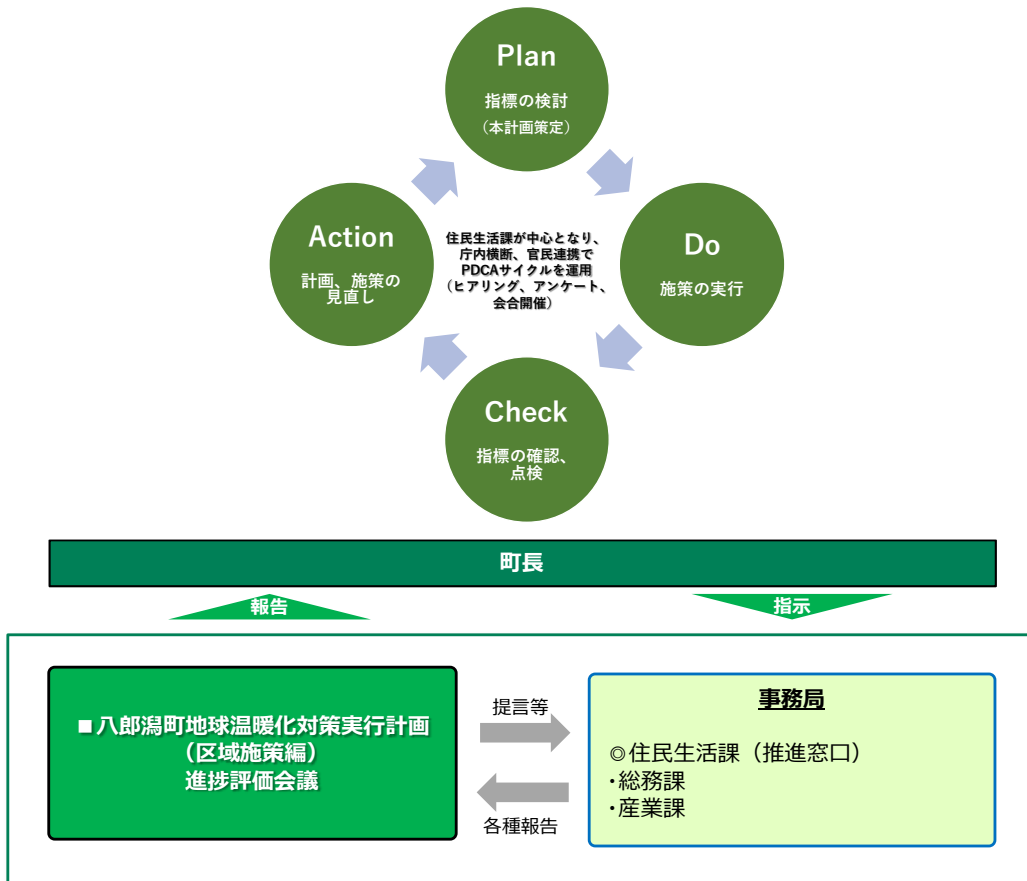 Plan
指標の検討
（本計画策定）
Action
計画、施策の
見直し
住民生活課が中心となり、
庁内横断、官民連携で
PDCAサイクルを運用
（ヒアリング、アンケート、
会合開催）
Do
施策の実行
Check
指標の確認、
点検
町長
報告
指示
■八郎潟町地球温暖化対策実行計画
（区域施策編）
進捗評価会議
提言等
各種報告
事務局
◎住民生活課（推進窓口）
・総務課
・産業課